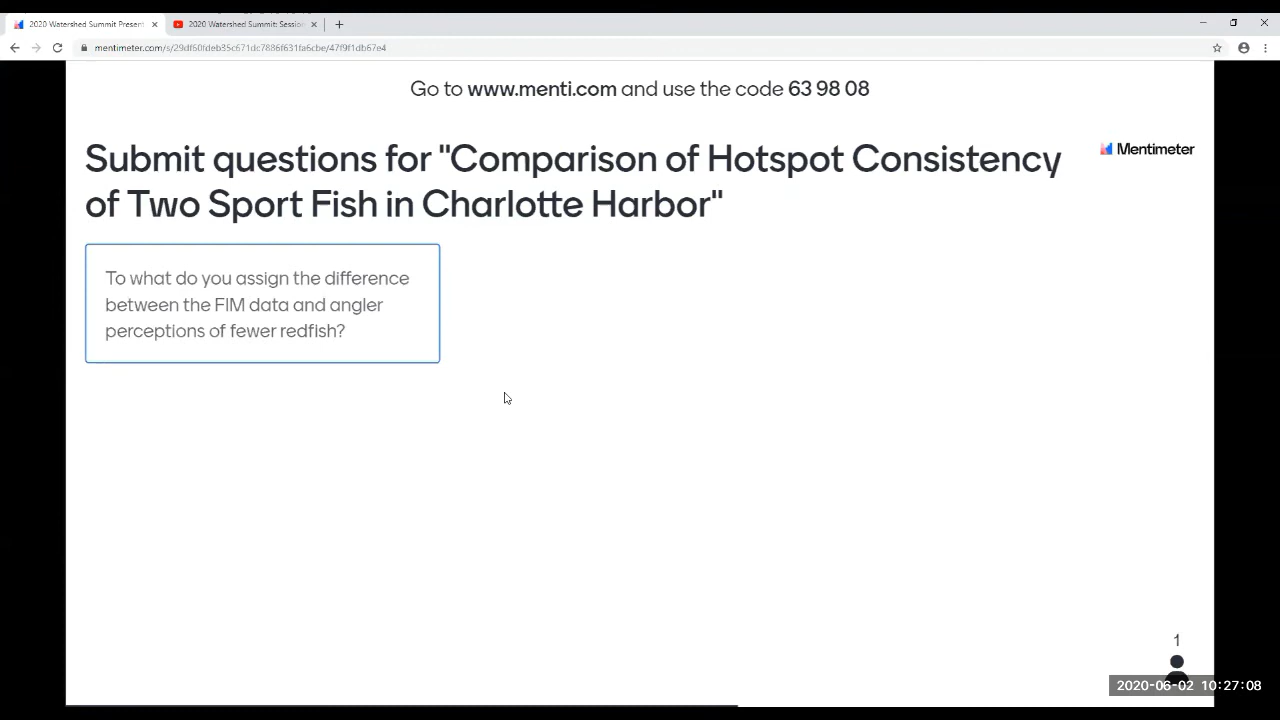 2020 Watershed Summit Present
2020 Watershed Summit: Sessio
mentimeter.com/s/29df60fdeb35c671dc7886f631fa6cbe/47f9f1db67e4
Go to www.menti.com and use the code 63 98 08
Submit questions for "Comparison of Hotspot Consistency
of Two Sport Fish in Charlotte Harbor"
Mentimeter
To what do you assign the difference
between the FIM data and angler
perceptions of fewer redfish?
1
2020-06-02 10:27:08